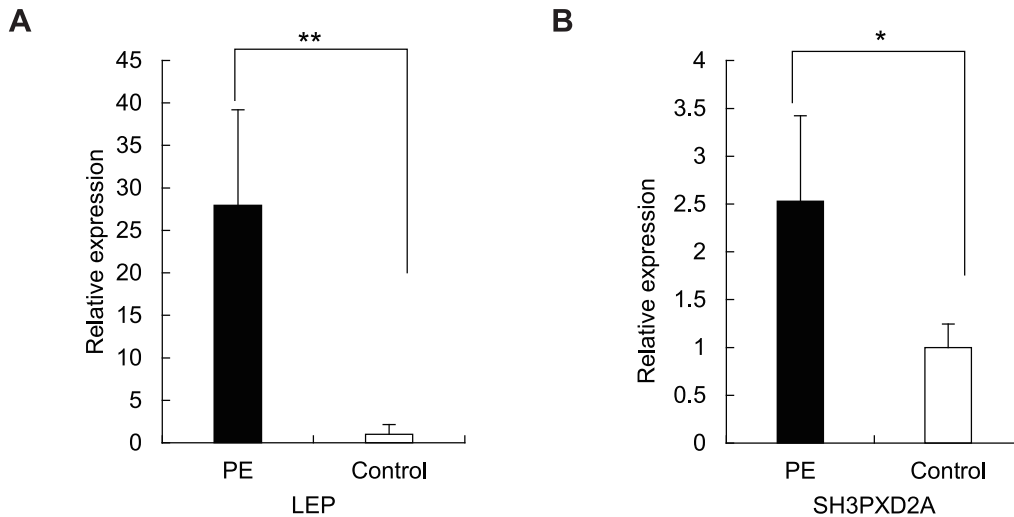 A
**
Relative expression
45
40
35
30
25
20
15
10
5
0
PE
Control
LEP
B
*
Relative expression
4
3.5
3
2.5
2
1.5
1
0.5
0
PE
Control
SH3PXD2A